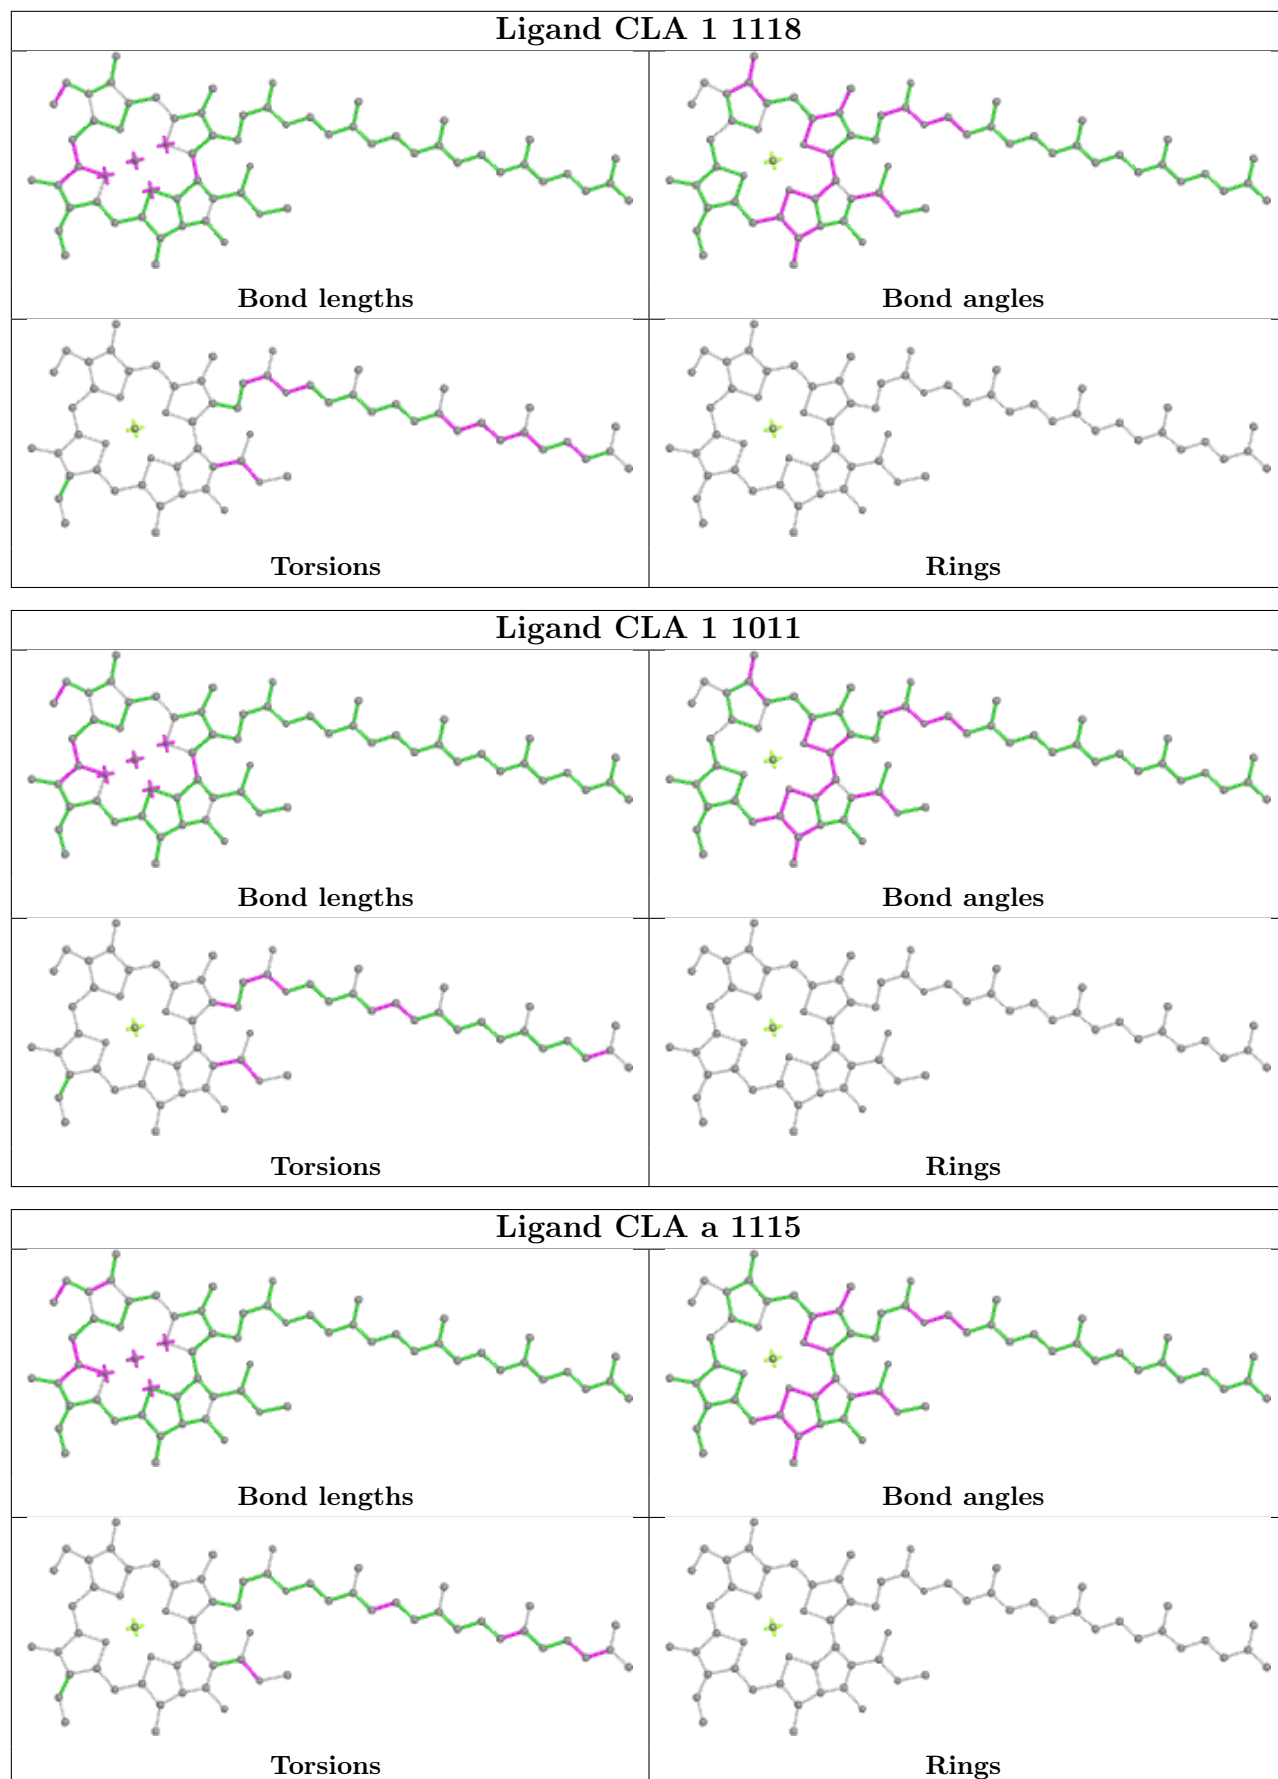 Ligand CLA 1 1118
Bond lengths
Bond angles
Torsions
Rings
Ligand CLA 1 1011
Bond lengths
Bond angles
Torsions
Rings
Ligand CLA a 1115
Bond lengths
Bond angles
Torsions
Rings